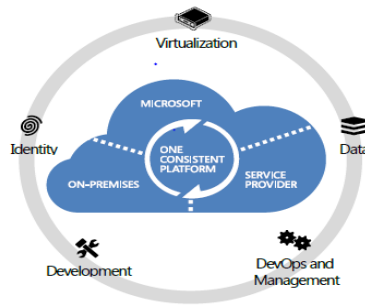 Virtualization
MICROSOFT
Identity
ONE
CONSISTENT
PLATFORM
Data
ON-PREMISES
SERVICE
PROVIDER
Development
DevOps and
Management